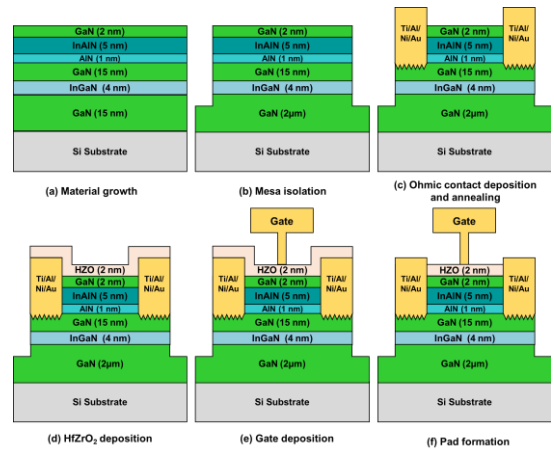 GaN (2 nm)
InAlN (5 nm)
AlN (1 nm)
GaN (15 nm)
InGaN (4 nm)
GaN (15 nm)
Si Substrate
(a) Material growth
GaN (2 nm)
InAlN (5 nm)
AlN (1 nm)
GaN (15 nm)
InGaN (4 nm)
GaN (2μm)
Si Substrate
(b) Mesa isolation
Ti/Al/
Ni/Au
Ti/Al/
Ni/Au
GaN (2 nm)
InAlN (5 nm)
AlN (1 nm)
GaN (15 nm)
InGaN (4 nm)
GaN (2μm)
Si Substrate
(c) Ohmic contact deposition
and annealing
HZO (2 nm)
Ti/Al/
Ni/Au
Ti/Al/
Ni/Au
GaN (2 nm)
InAlN (5 nm)
AlN (1 nm)
GaN (15 nm)
InGaN (4 nm)
GaN (2μm)
Si Substrate
(d) HfZrO₂ deposition
Gate
HZO (2 nm)
Ti/Al/
Ni/Au
Ti/Al/
Ni/Au
GaN (2 nm)
InAlN (5 nm)
AlN (1 nm)
GaN (15 nm)
InGaN (4 nm)
GaN (2μm)
Si Substrate
(e) Gate deposition
Gate
HZO (2 nm)
Ti/Al/
Ni/Au
Ti/Al/
Ni/Au
GaN (2 nm)
InAlN (5 nm)
AlN (1 nm)
GaN (15 nm)
InGaN (4 nm)
GaN (2μm)
Si Substrate
(f) Pad formation